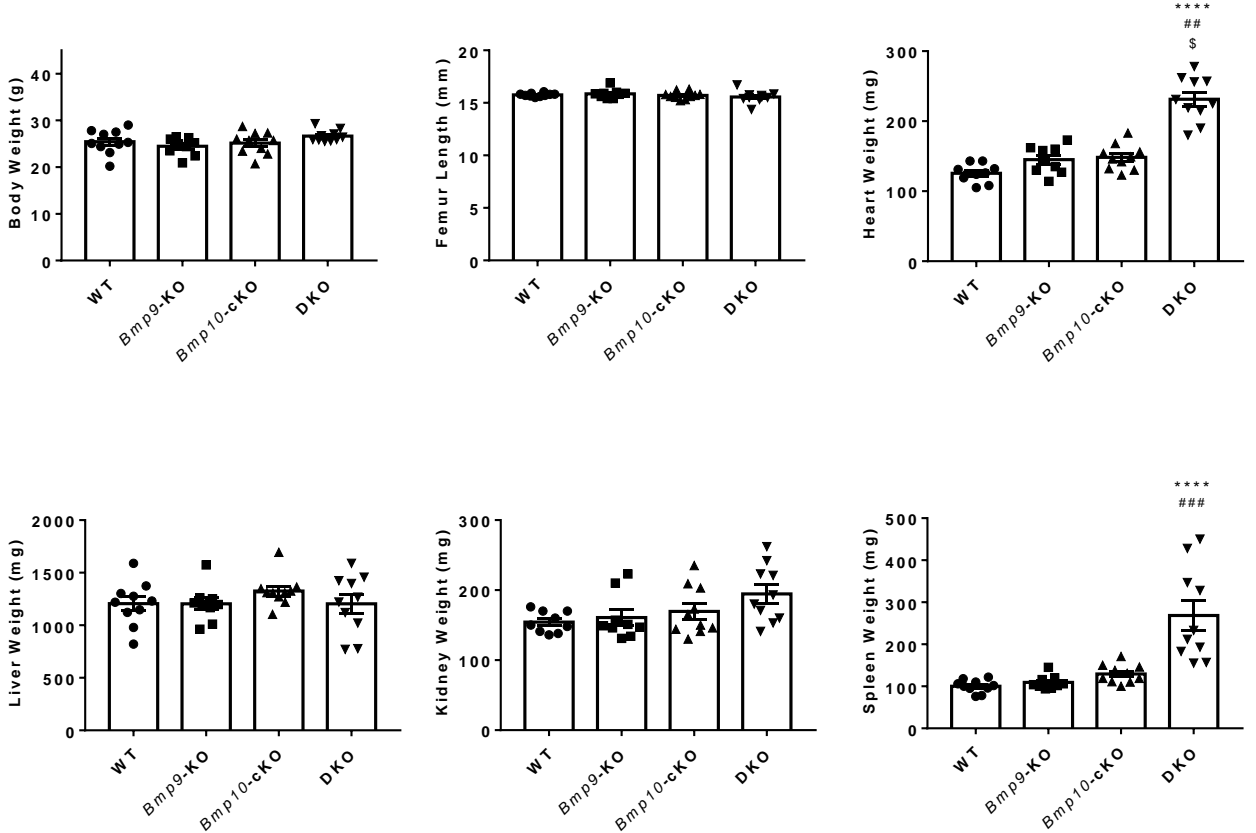 Body Weight (g)
40
30
20
10
0
WT
Bmp9-KO
Bmp10-cKO
DKO
Femur Length (mm)
20
15
10
5
0
WT
Bmp9-KO
Bmp10-cKO
DKO
****
##
$
Heart Weight (mg)
300
200
100
0
WT
Bmp9-KO
Bmp10-cKO
DKO
Liver Weight (mg)
2000
1500
1000
500
0
WT
Bmp9-KO
Bmp10-cKO
DKO
Kidney Weight (mg)
300
200
100
0
WT
Bmp9-KO
Bmp10-cKO
DKO
****
###
Spleen Weight (mg)
500
400
300
200
100
0
WT
Bmp9-KO
Bmp10-cKO
DKO